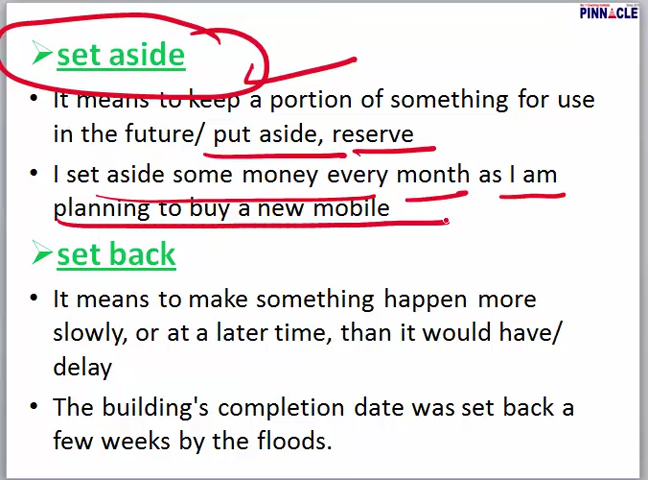 PINNACLE
set aside
It means to keep a portion of something for use
in the future/ put aside, reserve
I set aside some money every month as I am
planning to buy a new mobile
set back
It means to make something happen more
slowly, or at a later time, than it would have/
delay
The building's completion date was set back a
few weeks by the floods.